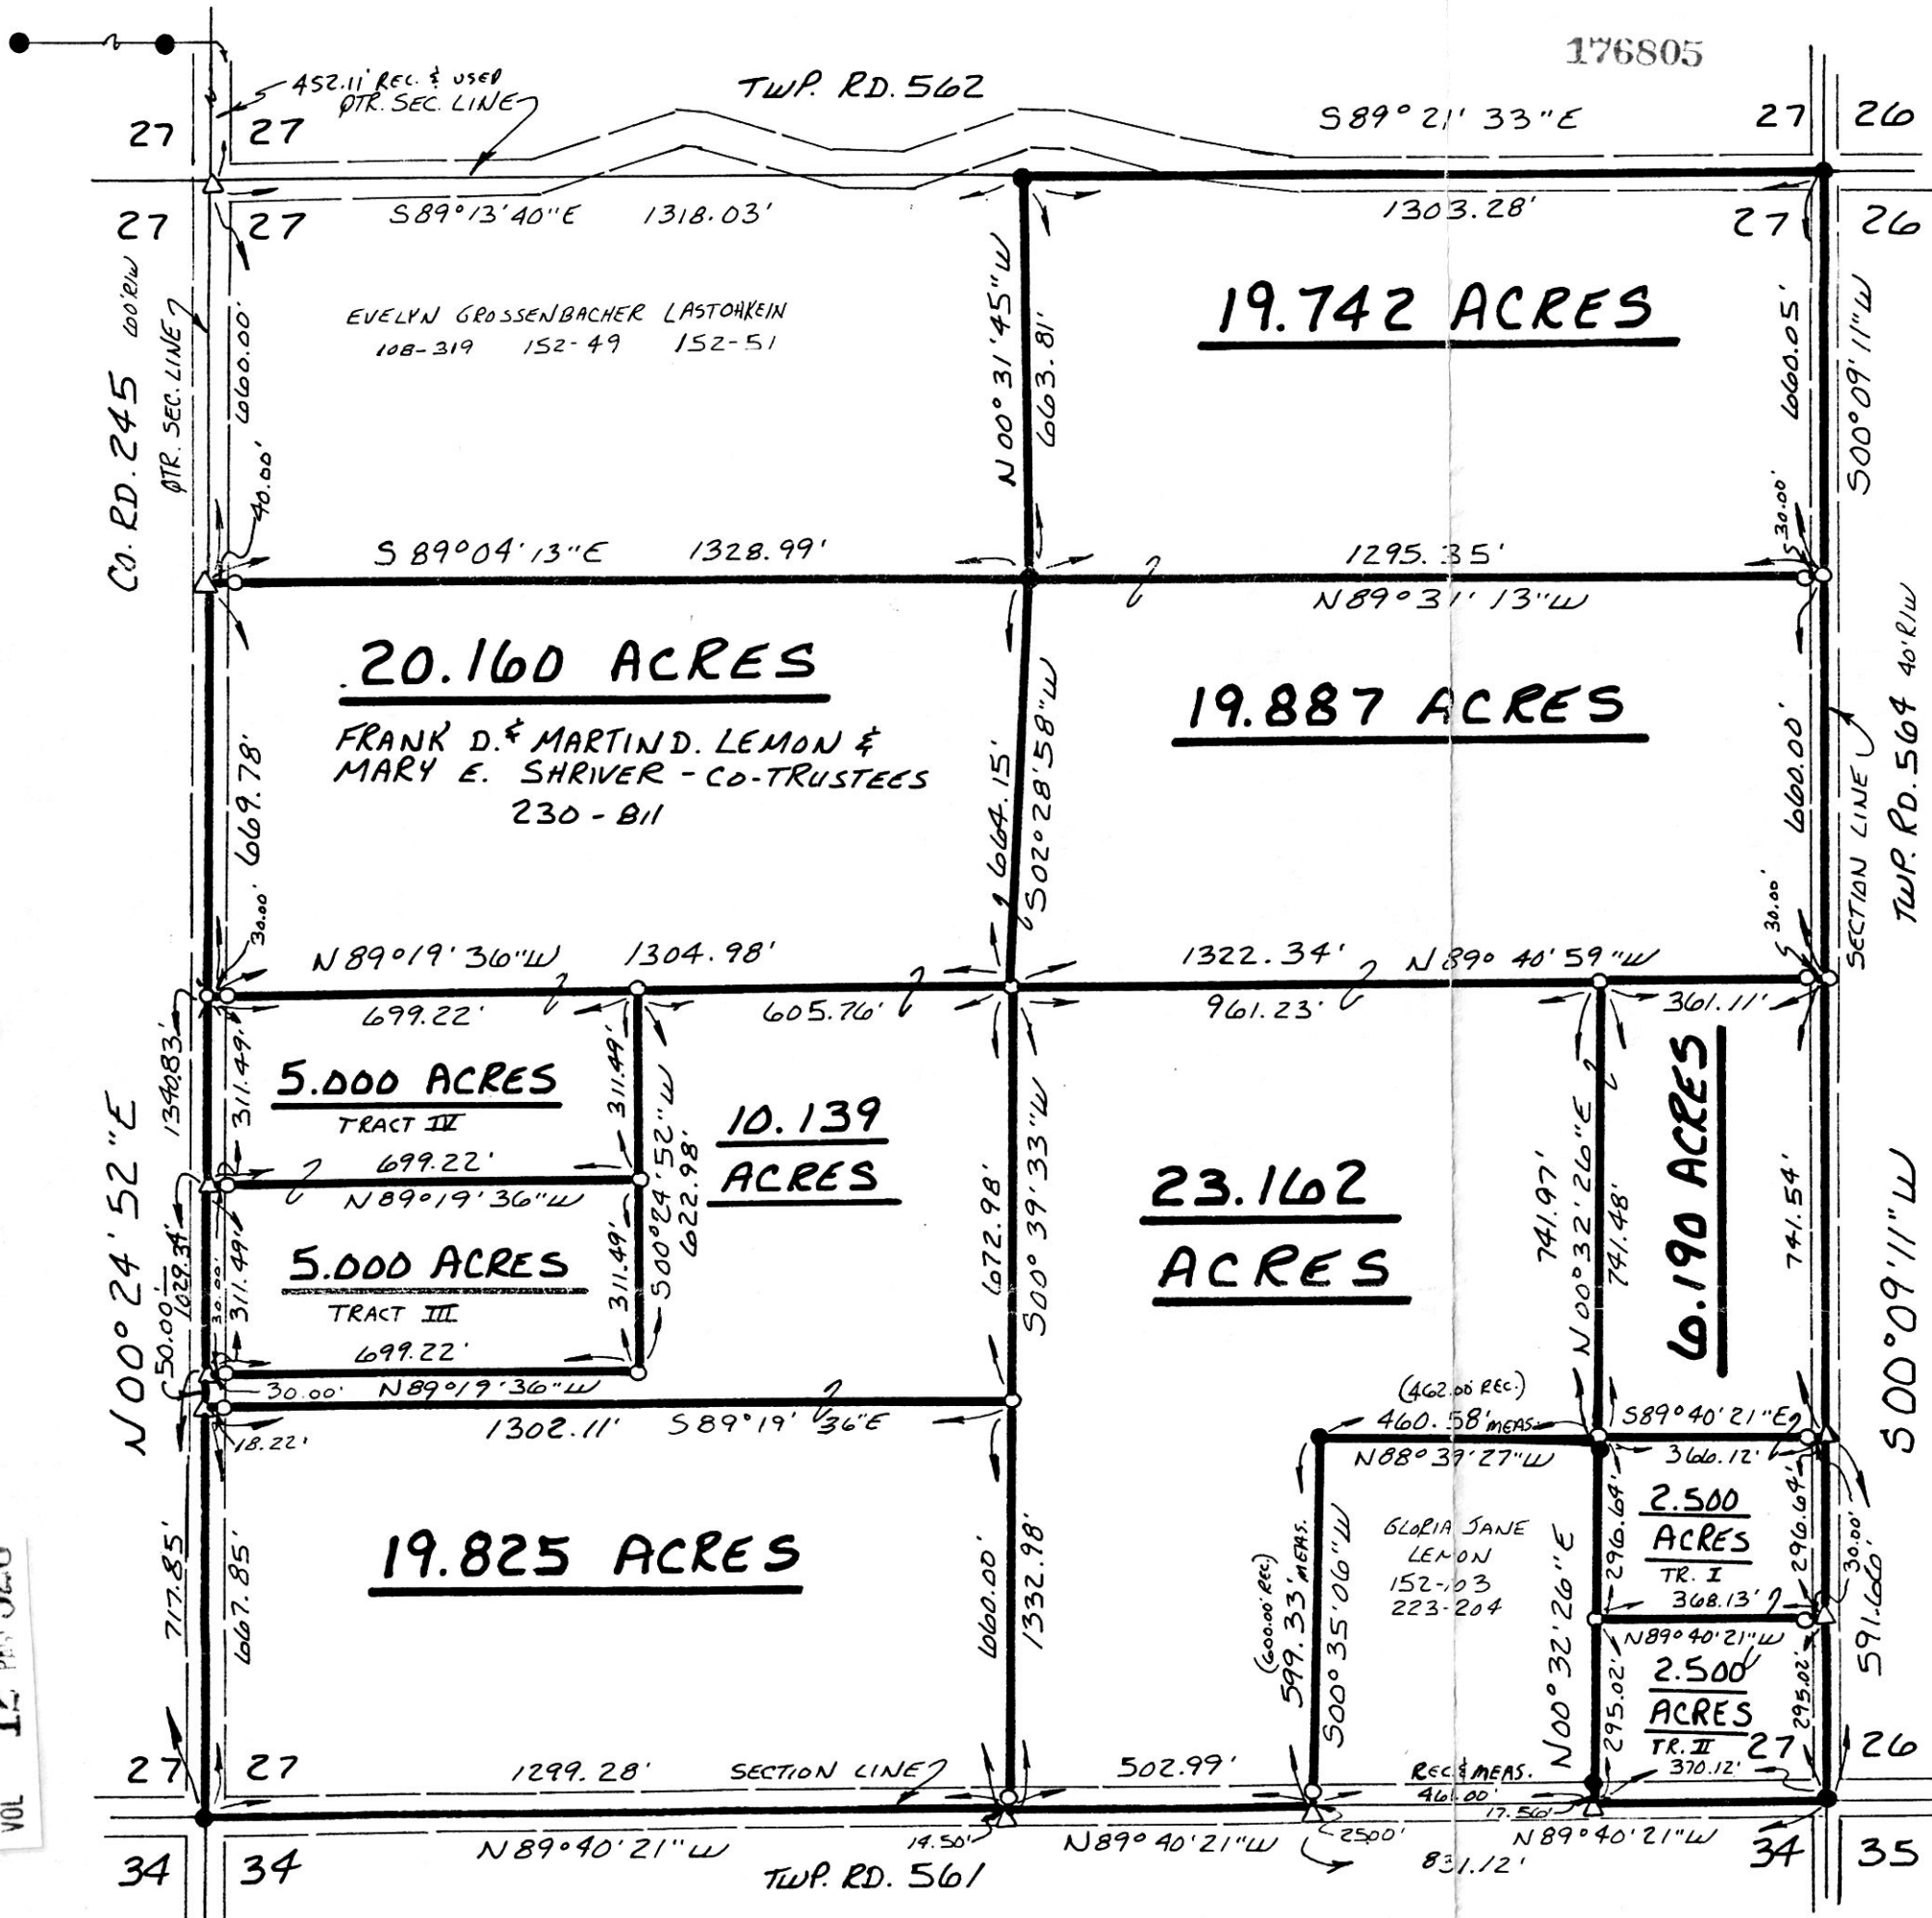 176805
452.11' REC. & USED
QTR. SEC. LINE
TWP. RD. 562
S89°21'33"E
27 27
27 26
27 27
27 26
S89°13'40"E 1318.03'
1303.28'
CO. RD. 245 60'R/W
QTR. SEC. LINE
660.00'
40.00'
EVELYN GROSSENBACHER LASTOHKEIN
108-319 152-49 152-51
N00°31'45"W
663.81'
19.742 ACRES
660.05'
S00°09'11"W
30.00'
S89°04'13"E 1328.99'
1295.35'
N89°31'13"W
20.160 ACRES
FRANK D. & MARTIN D. LEMON &
MARY E. SHRIVER - CO-TRUSTEES
230-811
669.78'
30.00'
664.15'
S02°28'58"W
19.887 ACRES
660.00'
30.00'
SECTION LINE
TWP. RD. 564 40'R/W
N89°19'36"W 1304.98'
1322.34' N89°40'59"W
699.22'
605.76'
961.23'
361.11'
1340.83'
311.49'
5.000 ACRES
TRACT IV
311.49'
S00°24'52"W
622.98'
10.139
ACRES
699.22'
N89°19'36"W
N00°24'52"E
1029.34'
50.00'
30.00'
311.49'
5.000 ACRES
TRACT III
311.49'
699.22'
30.00' N89°19'36"W
672.98'
S00°39'33"W
23.162
ACRES
741.97'
N00°32'26"E
741.48'
6.190 ACRES
741.54'
S00°09'11"W
1302.11' S89°19'36"E
18.22'
(462.00 REC.)
460.58' MEAS.
N88°39'27"W
S89°40'21"E
366.12'
717.85'
667.85'
19.825 ACRES
660.00'
1332.98'
(600.00' REC.)
599.33' MEAS.
S00°35'06"W
GLORIA JANE
LEMON
152-103
223-204
N00°32'26"E
296.64'
2.500
ACRES
TR. I
368.13'
296.64'
30.00'
591.66'
N89°40'21"W
295.02'
2.500
ACRES
TR. II
370.12'
295.02'
27 27
1299.28' SECTION LINE
502.99'
REC. & MEAS.
461.00'
17.56'
27 26
N89°40'21"W
14.50'
N89°40'21"W
25.00'
N89°40'21"W
831.12'
34 34
TWP. RD. 561
34 35
VOL 12